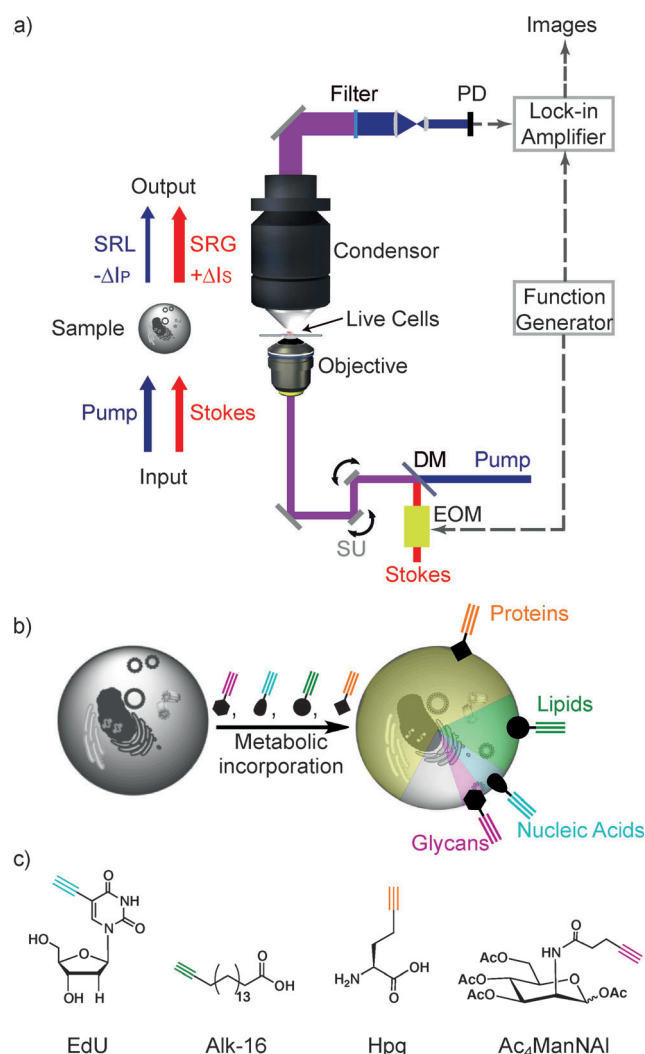 a)
Images
Filter
PD
Lock-in
Amplifier
Output
SRL
SRG
-ΔIP
+ΔIS
Condensor
Sample
Live Cells
Function
Generator
Objective
Pump
Stokes
Input
DM
Pump
EOM
SU
Stokes
b)
Proteins
, , ,
Metabolic
incorporation
Lipids
Nucleic Acids
Glycans
c)
O
NH
HO
N
O
O
OH
H
13
O
OH
H2N
O
OH
O
HN
AcO
AcO
AcO
O
OAc
EdU
Alk-16
Hpg
Ac4ManNAl